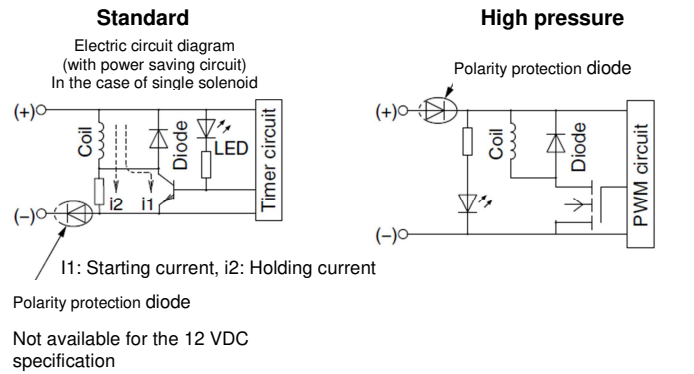 Standard
Electric circuit diagram
(with power saving circuit)
In the case of single solenoid
(+)
Coil
Diode
LED
Timer circuit
i2
i1
(–)
I1: Starting current, i2: Holding current
Polarity protection diode
Not available for the 12 VDC
specification
High pressure
Polarity protection diode
(+)
Coil
Diode
PWM circuit
(–)